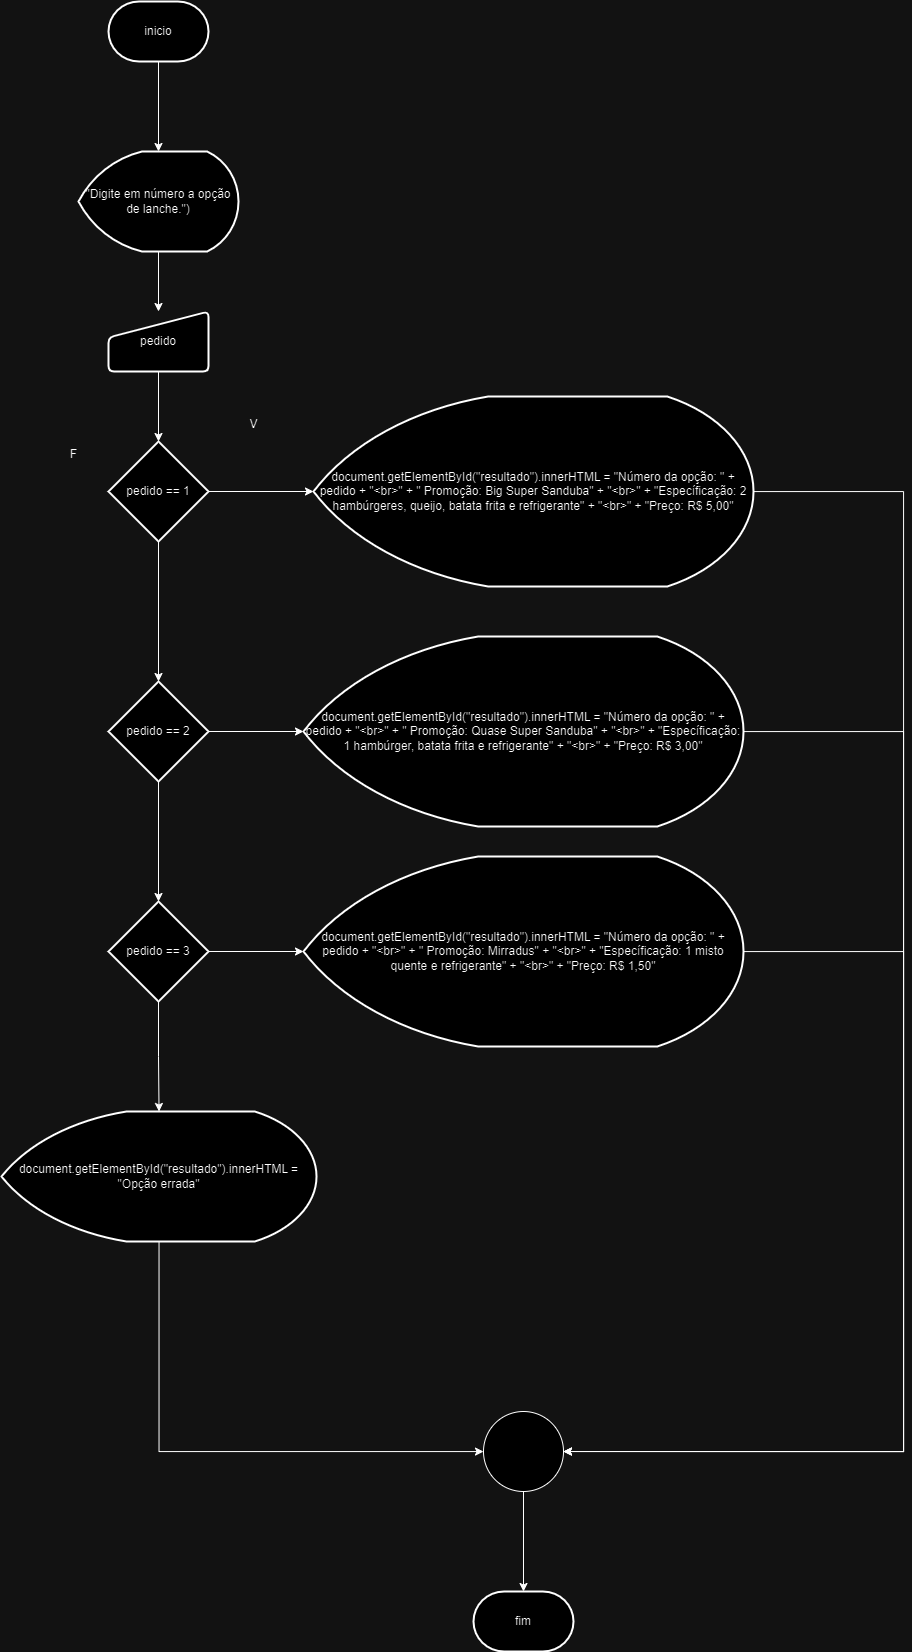 inicio
"Digite em número a opção
de lanche.")
pedido
V
F
pedido == 1
document.getElementById("resultado").innerHTML = "Número da opção: " +
pedido + "<br>" + " Promoção: Big Super Sanduba" + "<br>" + "Específicação: 2
hambúrgeres, queijo, batata frita e refrigerante" + "<br>" + "Preço: R$ 5,00"
pedido == 2
document.getElementById("resultado").innerHTML = "Número da opção: " +
pedido + "<br>" + " Promoção: Quase Super Sanduba" + "<br>" + "Específicação:
1 hambúrger, batata frita e refrigerante" + "<br>" + "Preço: R$ 3,00"
pedido == 3
document.getElementById("resultado").innerHTML = "Número da opção: " +
pedido + "<br>" + " Promoção: Mirradus" + "<br>" + "Específicação: 1 misto
quente e refrigerante" + "<br>" + "Preço: R$ 1,50"
document.getElementById("resultado").innerHTML =
"Opção errada"
fim